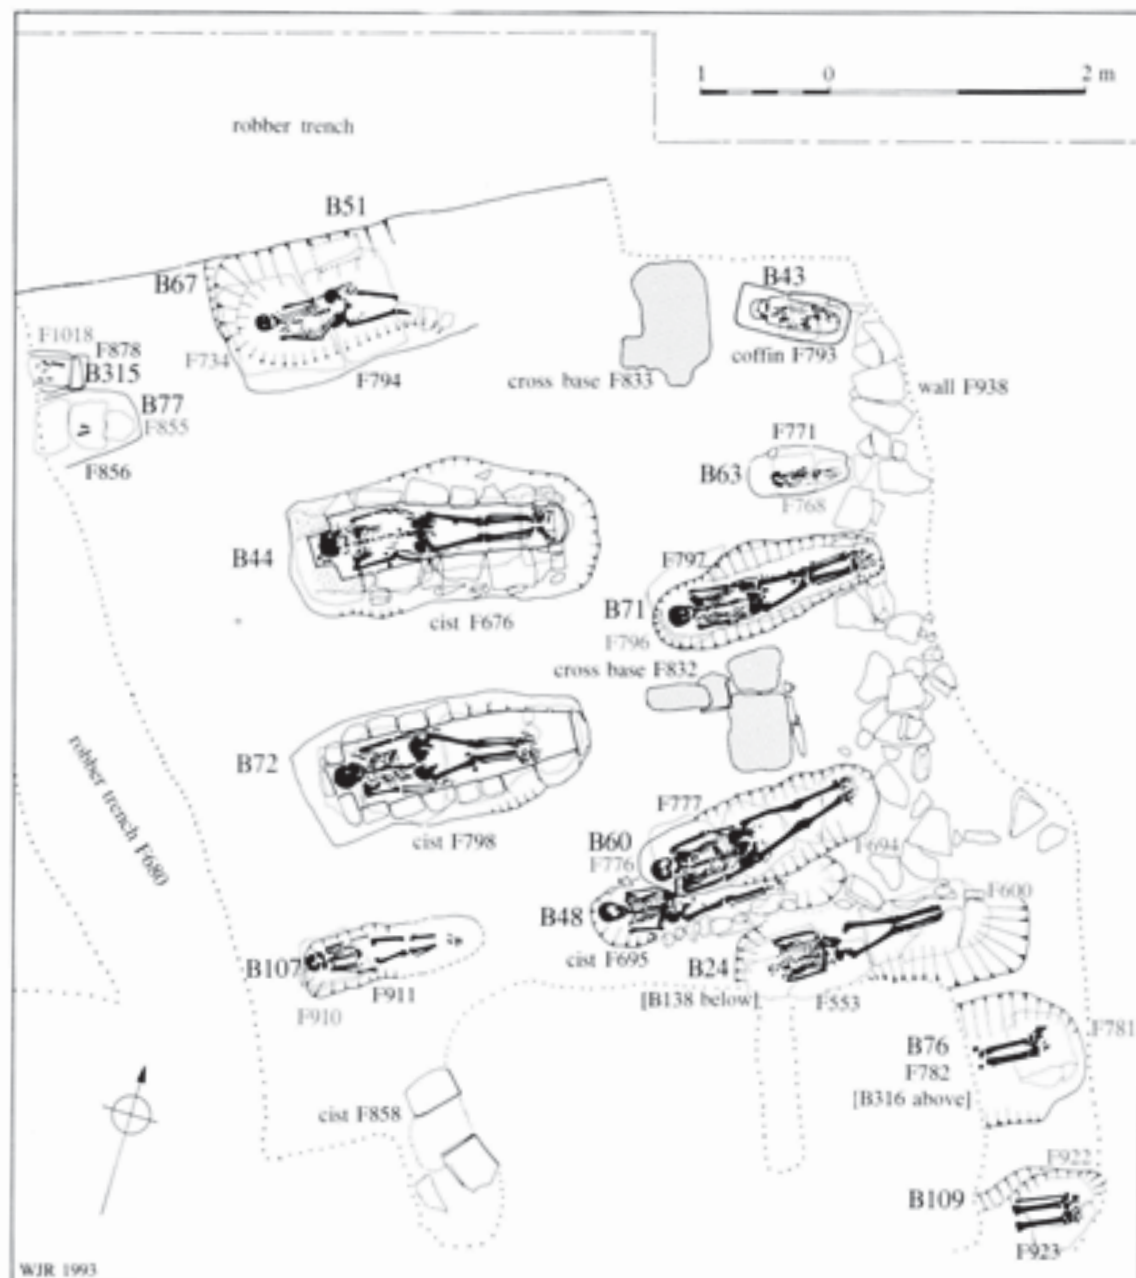 1 0 2 m
robber trench
B51
B67
B43
F1018
F878
B315
F734
F794
coffin F793
cross base F833
wall F938
B77
F855
F856
F771
B63
F768
B44
F797
B71
cist F676
F796
cross base F832
robber trench F680
B72
F777
cist F798
B60
F776
F694
F600
B48
cist F695
B24
B107
F911
[B138 below]
F553
F910
F781
B76
F782
[B316 above]
cist F858
F922
B109
F923
WJR 1993